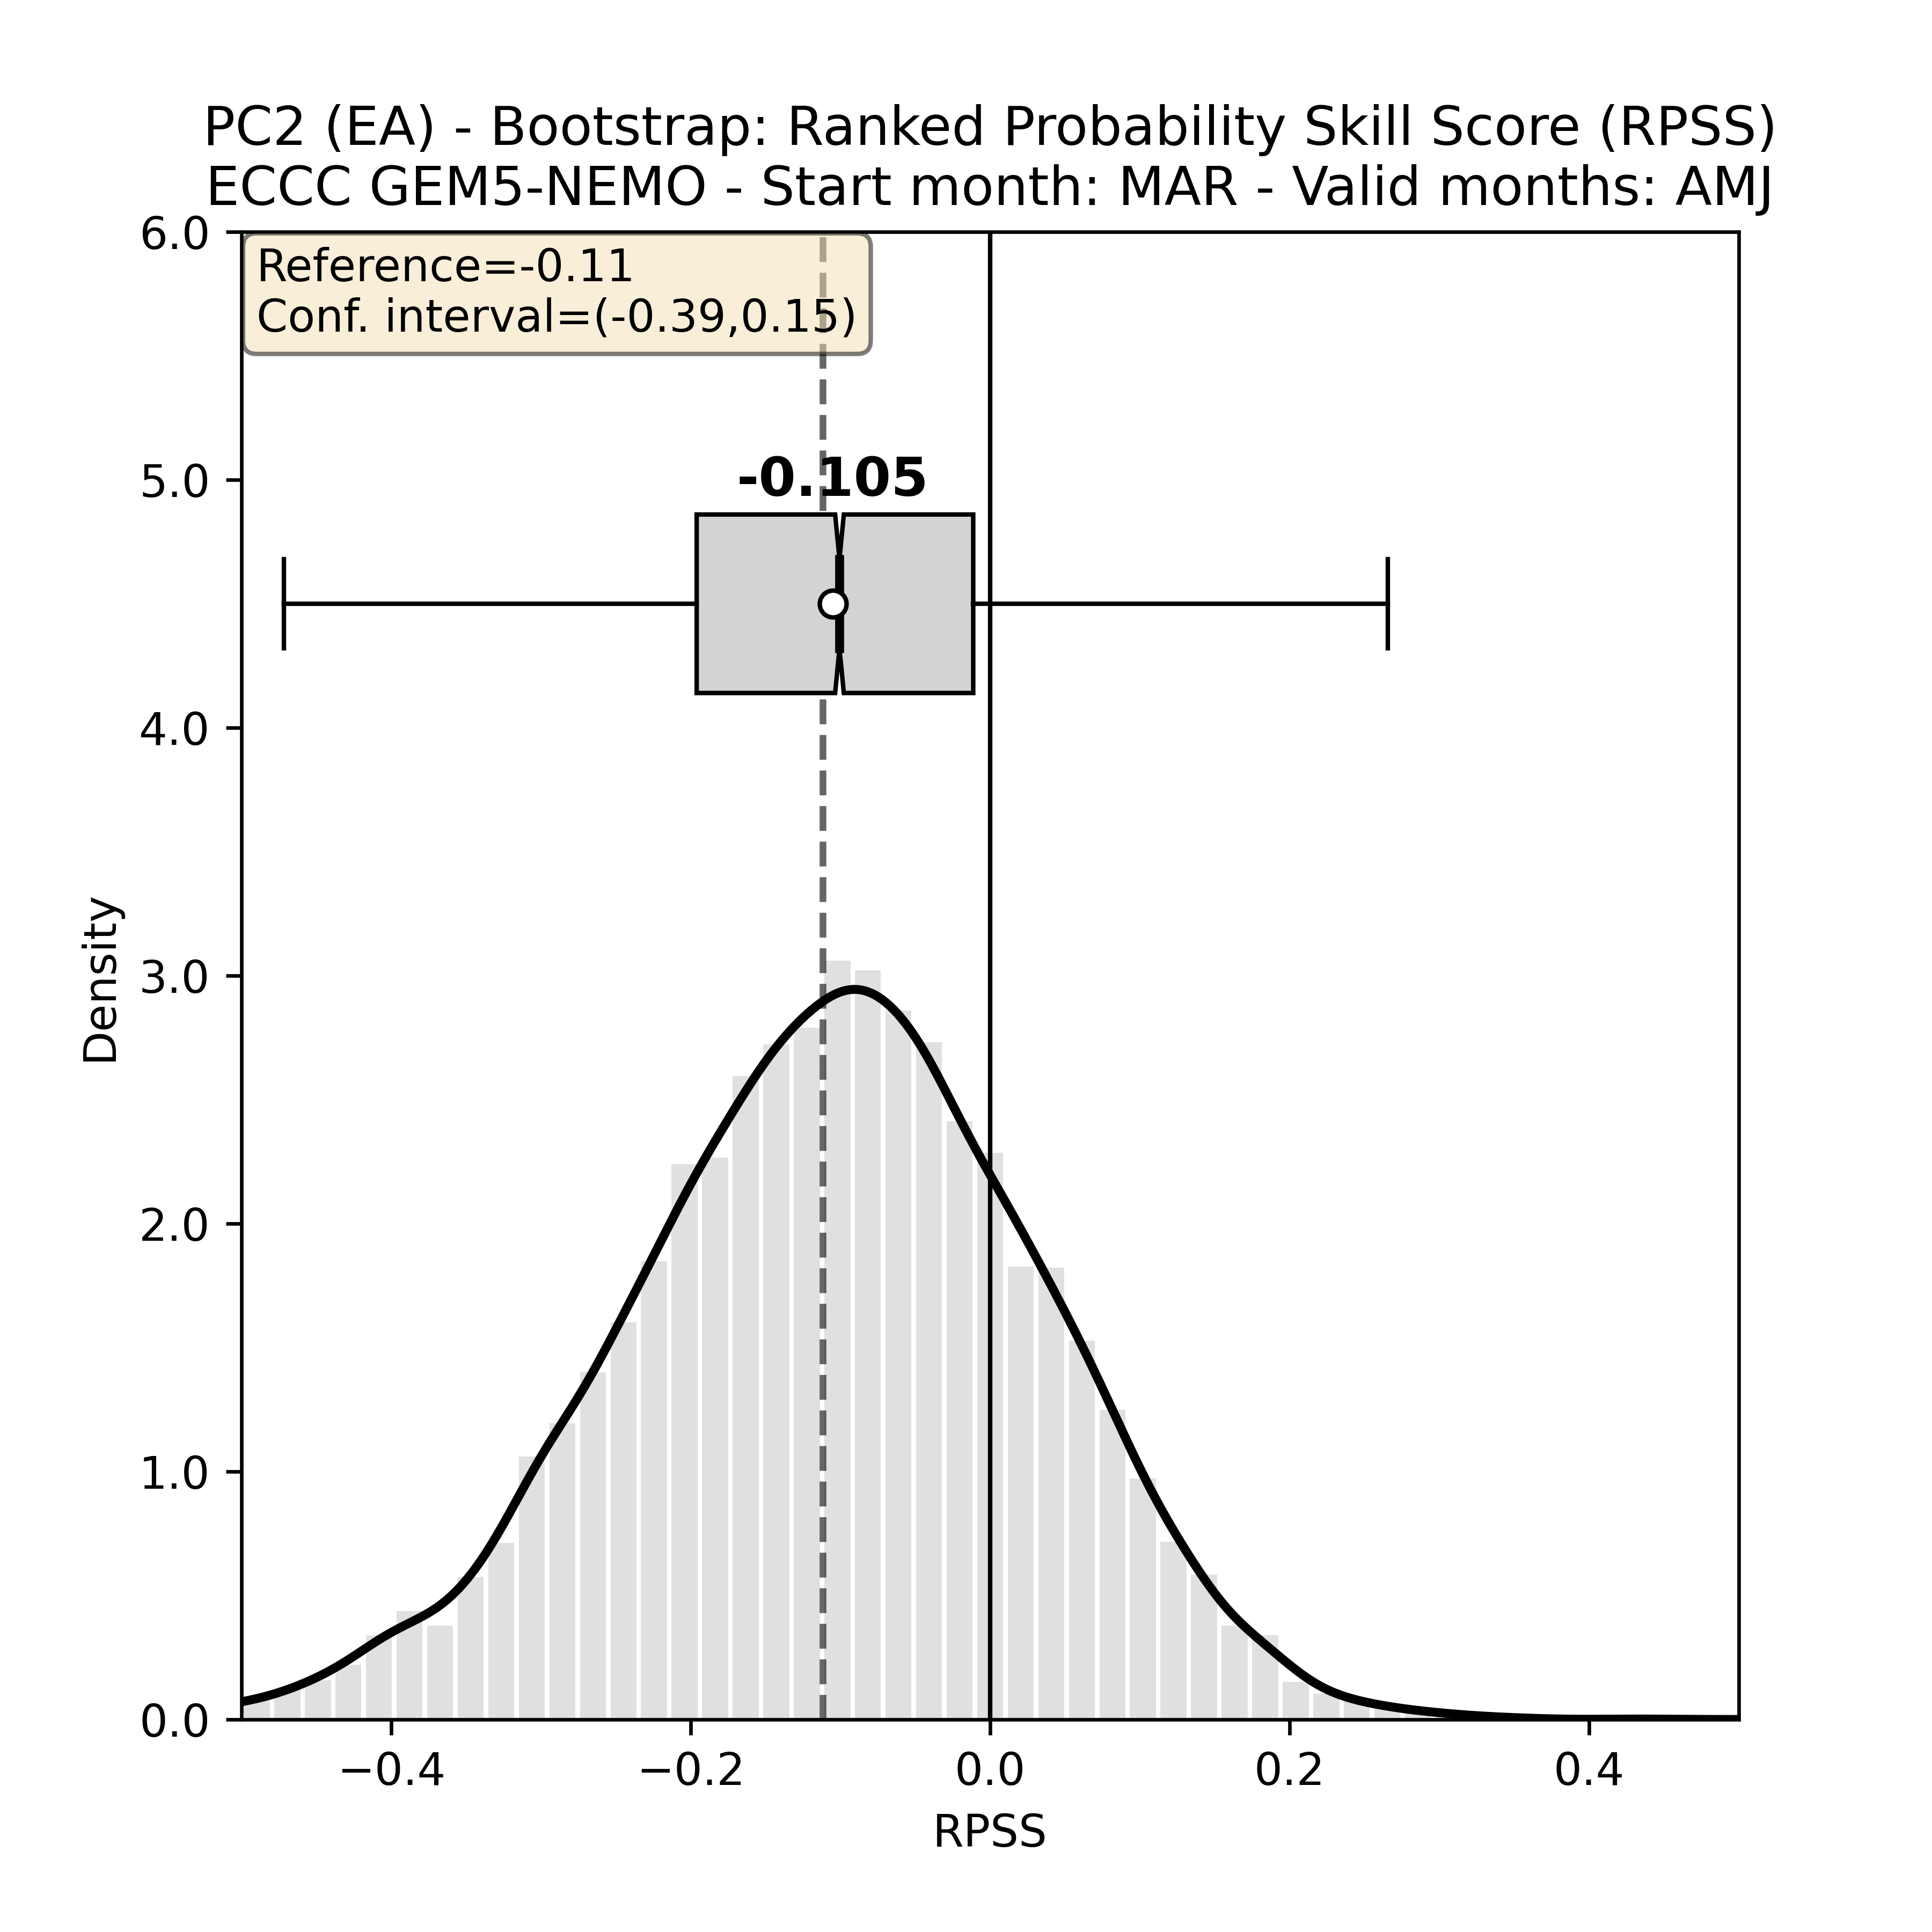 PC2 (EA) - Bootstrap: Ranked Probability Skill Score (RPSS)
ECCC GEM5-NEMO - Start month: MAR - Valid months: AMJ
Reference=-0.11
Conf. interval=(-0.39,0.15)
-0.105
Density
6.0
5.0
4.0
3.0
2.0
1.0
0.0
−0.4
−0.2
0.0
0.2
0.4
RPSS